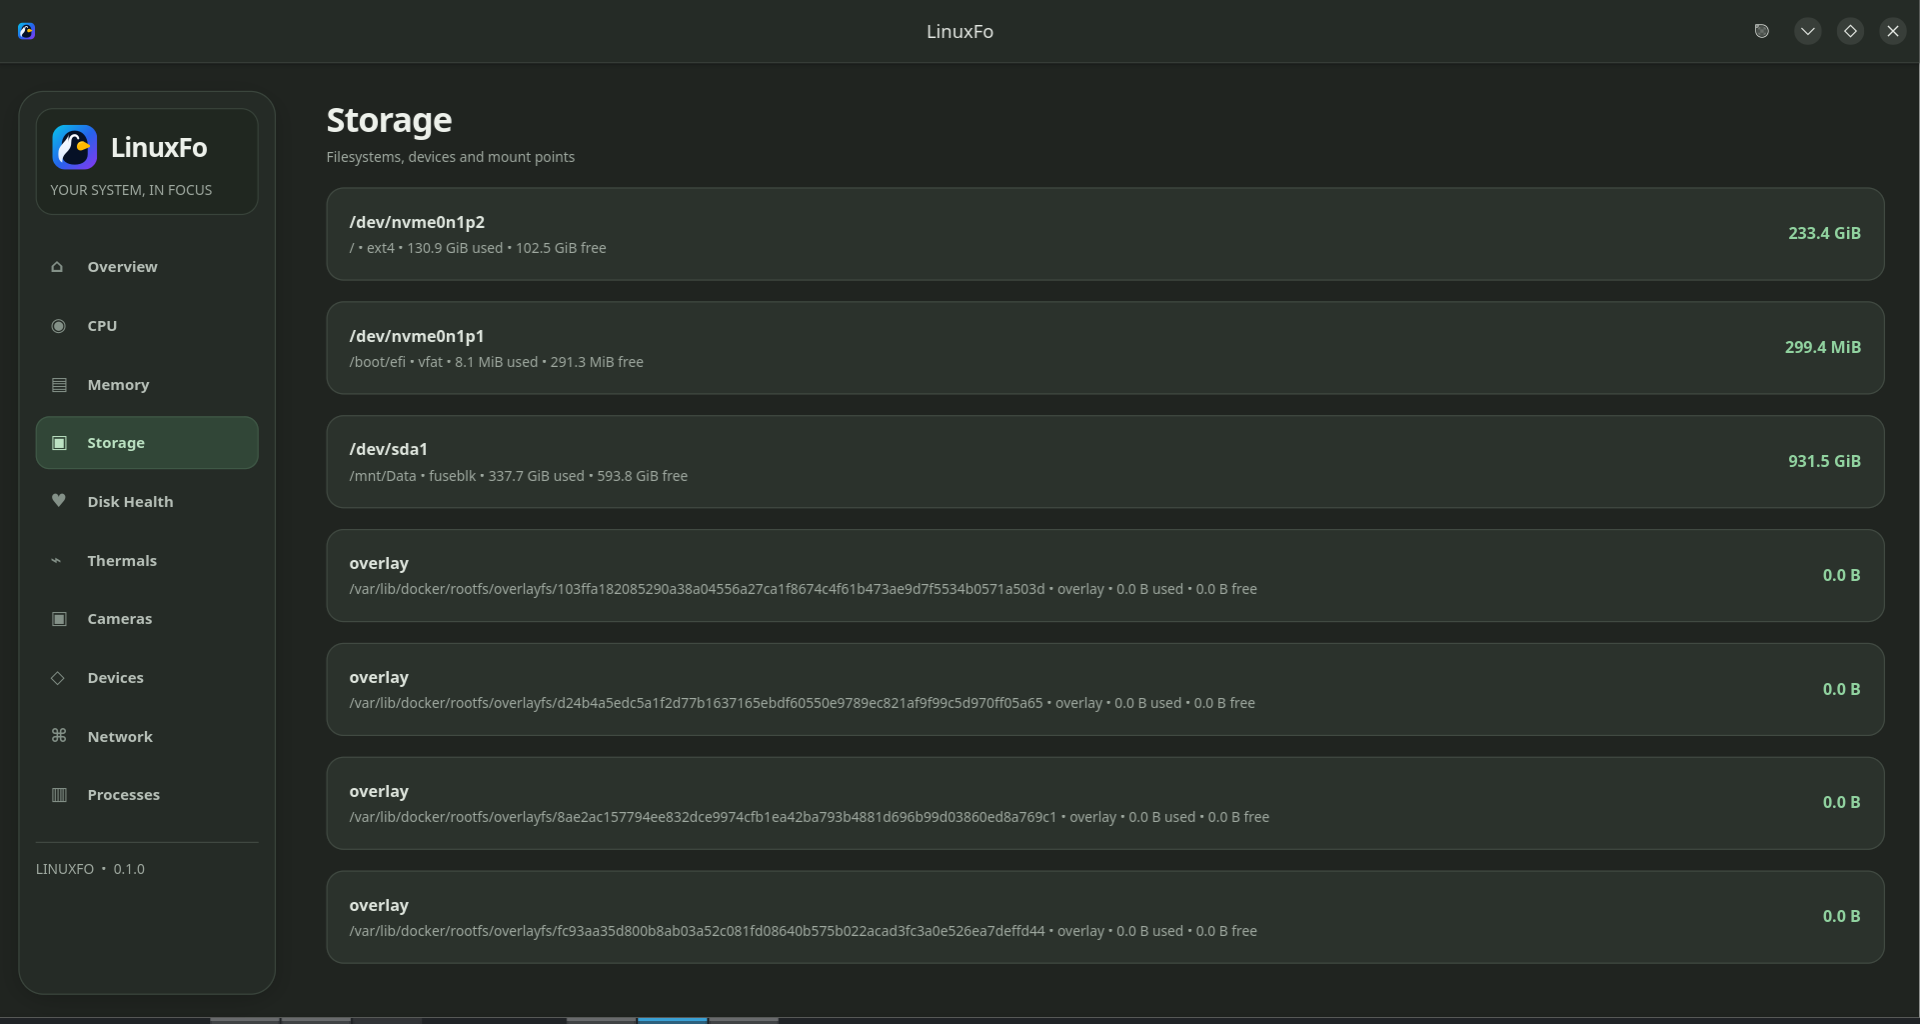 LinuxFo
LinuxFo
YOUR SYSTEM, IN FOCUS
Overview
CPU
Memory
Storage
Disk Health
Thermals
Cameras
Devices
Network
Processes
LINUXFO • 0.1.0
Storage
Filesystems, devices and mount points
/dev/nvme0n1p2
/ • ext4 • 130.9 GiB used • 102.5 GiB free
233.4 GiB
/dev/nvme0n1p1
/boot/efi • vfat • 8.1 MiB used • 291.3 MiB free
299.4 MiB
/dev/sda1
/mnt/Data • fuseblk • 337.7 GiB used • 593.8 GiB free
931.5 GiB
overlay
/var/lib/docker/rootfs/overlayfs/103ffa182085290a38a04556a27ca1f8674c4f61b473ae9d7f5534b0571a503d • overlay • 0.0 B used • 0.0 B free
0.0 B
overlay
/var/lib/docker/rootfs/overlayfs/d24b4a5edc5a1f2d77b1637165ebdf60550e9789ec821af9f99c5d970ff05a65 • overlay • 0.0 B used • 0.0 B free
0.0 B
overlay
/var/lib/docker/rootfs/overlayfs/8ae2ac157794ee832dce9974cfb1ea42ba793b4881d696b99d03860ed8a769c1 • overlay • 0.0 B used • 0.0 B free
0.0 B
overlay
/var/lib/docker/rootfs/overlayfs/fc93aa35d800b8ab03a52c081fd08640b575b022acad3fc3a0e526ea7deffd44 • overlay • 0.0 B used • 0.0 B free
0.0 B